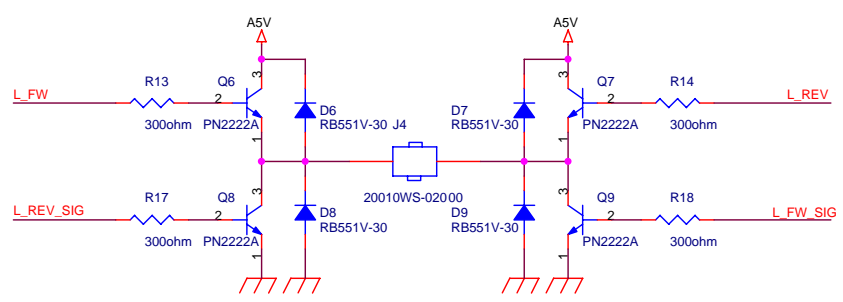 A5V
A5V
3
3
R13
Q6
Q7
R14
L_FW
2
D6
D7
2
L_REV
RB551V-30
J4
RB551V-30
300ohm
PN2222A
PN2222A
300ohm
1
1
3
3
R17
Q8
20010WS-02000
Q9
R18
L_REV_SIG
2
D8
D9
2
L_FW_SIG
RB551V-30
RB551V-30
300ohm
PN2222A
PN2222A
300ohm
1
1